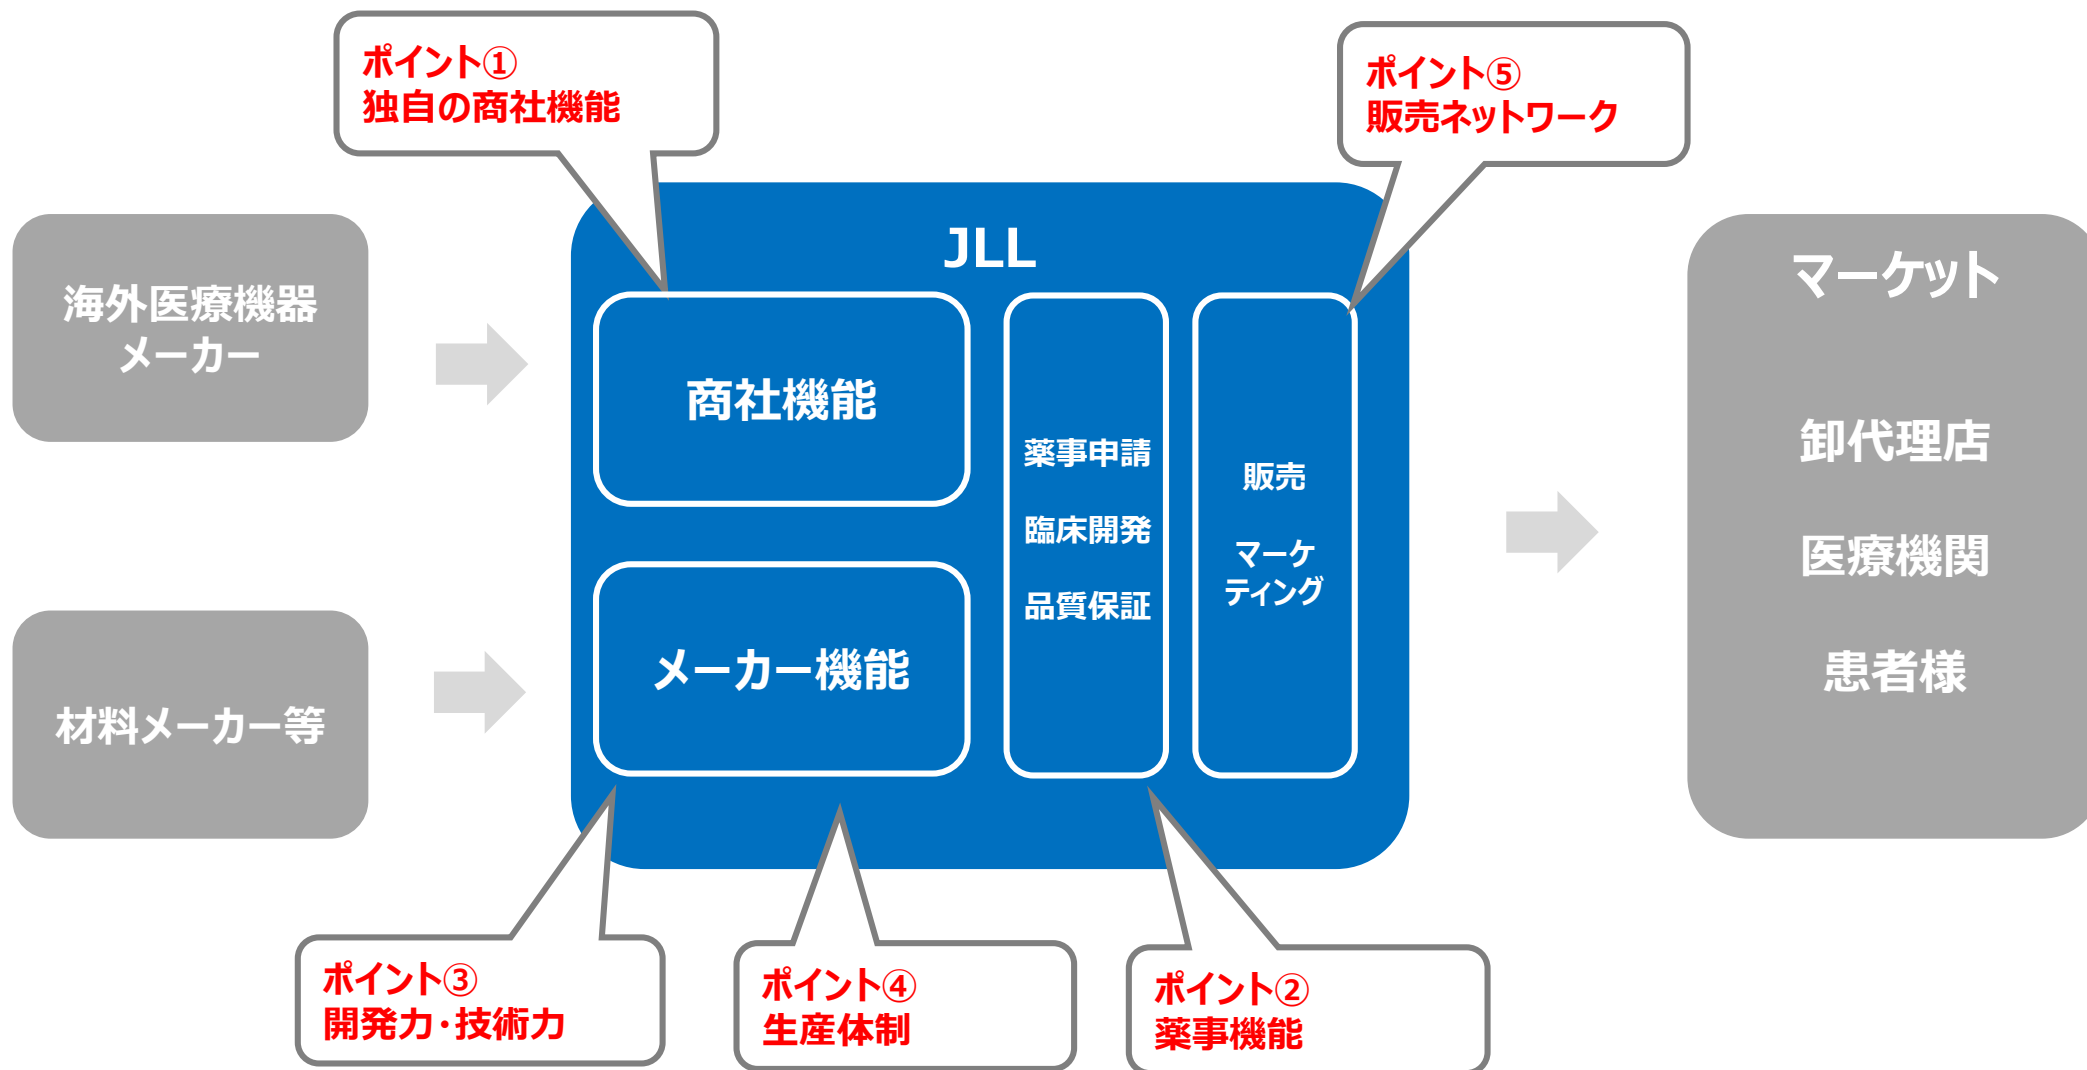 ポイント①
独自の商社機能
ポイント⑤
販売ネットワーク
JLL
海外医療機器
メーカー
材料メーカー等
商社機能
メーカー機能
薬事申請
臨床開発
品質保証
販売
マーケ
ティング
マーケット
卸代理店
医療機関
患者様
ポイント③
開発力・技術力
ポイント④
生産体制
ポイント②
薬事機能